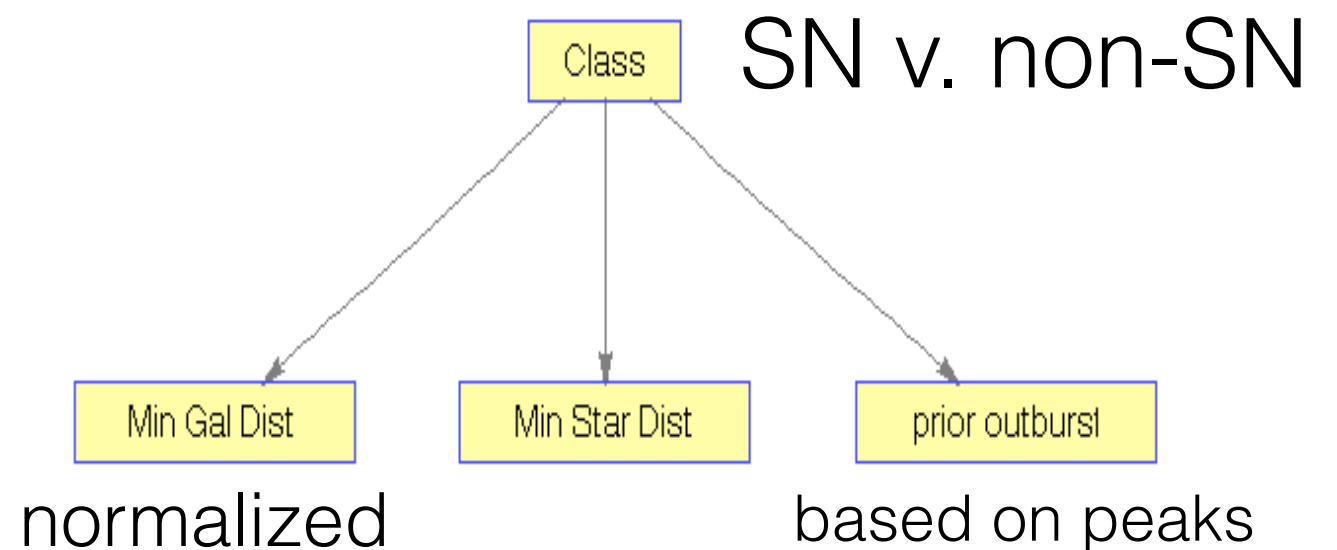 Class
SN v. non-SN
Min Gal Dist
Min Star Dist
prior outburst
normalized
based on peaks